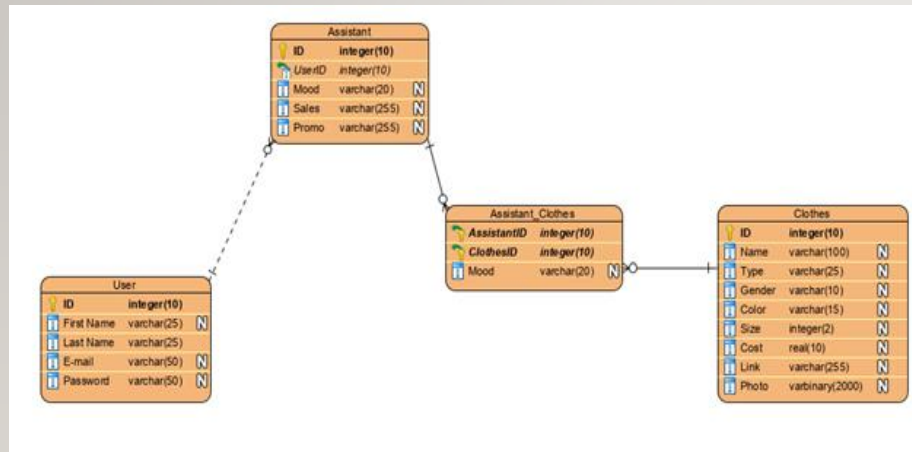 Assistant
ID integer(10)
UserID integer(10)
Mood varchar(20) N
Sales varchar(255) N
Promo varchar(255) N
Assistant_Clothes
AssistantID integer(10)
ClothesID integer(10)
Mood varchar(20) N
Clothes
ID integer(10)
Name varchar(100) N
Type varchar(25) N
Gender varchar(10) N
Color varchar(15) N
Size integer(2) N
Cost real(10) N
Link varchar(255) N
Photo varbinary(2000) N
User
ID integer(10)
First Name varchar(25) N
Last Name varchar(25)
E-mail varchar(50) N
Password varchar(50) N